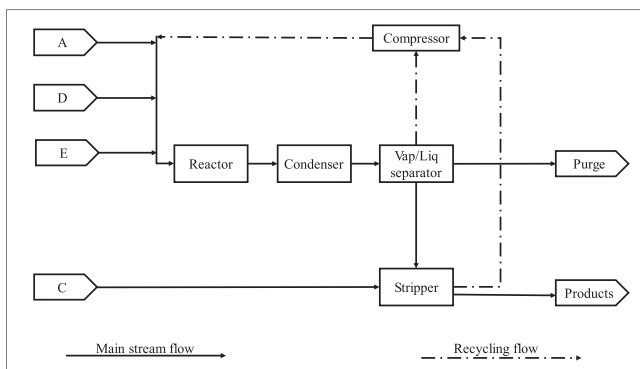 A
Compressor
D
E
Reactor
Condenser
Vap/Liq
separator
Purge
C
Stripper
Products
Main stream flow
Recycling flow